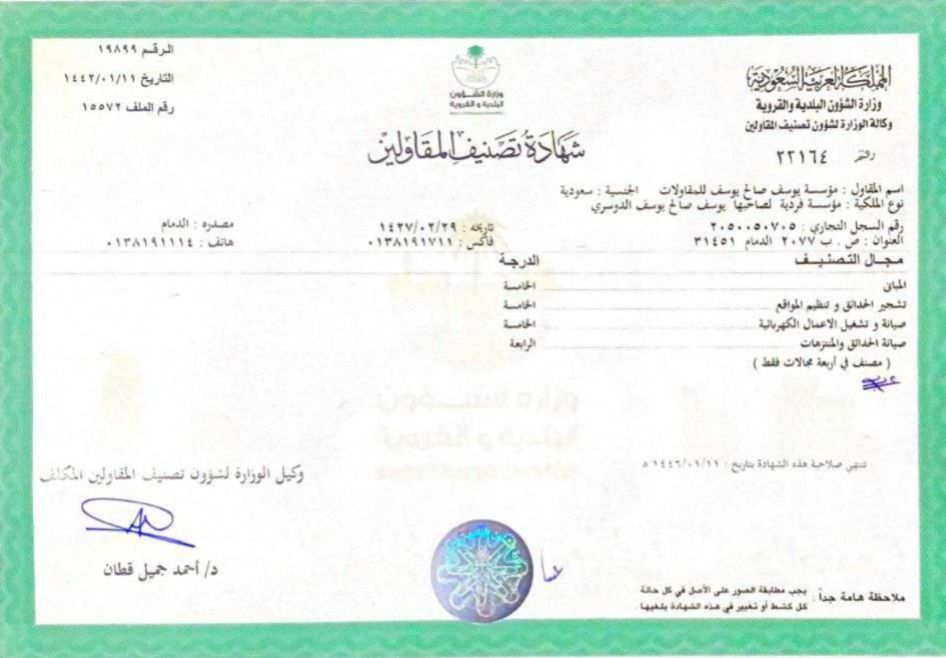 الرقم ١٩٨٩٩
التاريخ ١٤٤٢/٠١/١١
رقم الملف ١٥٥٧٢
وزارة الشؤون
البلدية و القروية
المملكة العربية السعودية
وزارة الشؤون البلدية والقروية
وكالة الوزارة لشؤون تصنيف المقاولين
رقم ٢٢١٦٤
شهادة تصنيف المقاولين
اسم المقاول : مؤسسة يوسف صالح يوسف للمقاولات الجنسية : سعودية
نوع الملكية : مؤسسة فردية لصاحبها يوسف صالح يوسف الدوسري
رقم السجل التجاري : ٢٠٥٠٠٥٠٧٠٥ تاريخه : ١٤٢٧/٠٢/٢٩ مصدره : الدمام
العنوان : ص . ب ٢٠٧٧ الدمام ٣١٤٥١ فاكس : ٠١٣٨١٩١٧١١ هاتف : ٠١٣٨١٩١١١٤
مجال التصنيف الدرجة
المباني الخامسة
تشجير الحدائق و تنظيم المواقع الخامسة
صيانة و تشغيل الاعمال الكهربائية الخامسة
صيانة الحدائق والمنتزهات الرابعة
( مصنف في أربعة مجالات فقط )
تنتهي صلاحية هذه الشهادة بتاريخ : ١٤٤٦/٠١/١١ هـ
وكيل الوزارة لشؤون تصنيف المقاولين المكلف
د/ أحمد جميل قطان
ملاحظة هامة جداً : يجب مطابقة الصور على الأصل في كل حالة
كل كشط أو تغيير في هذه الشهادة يلغيها .